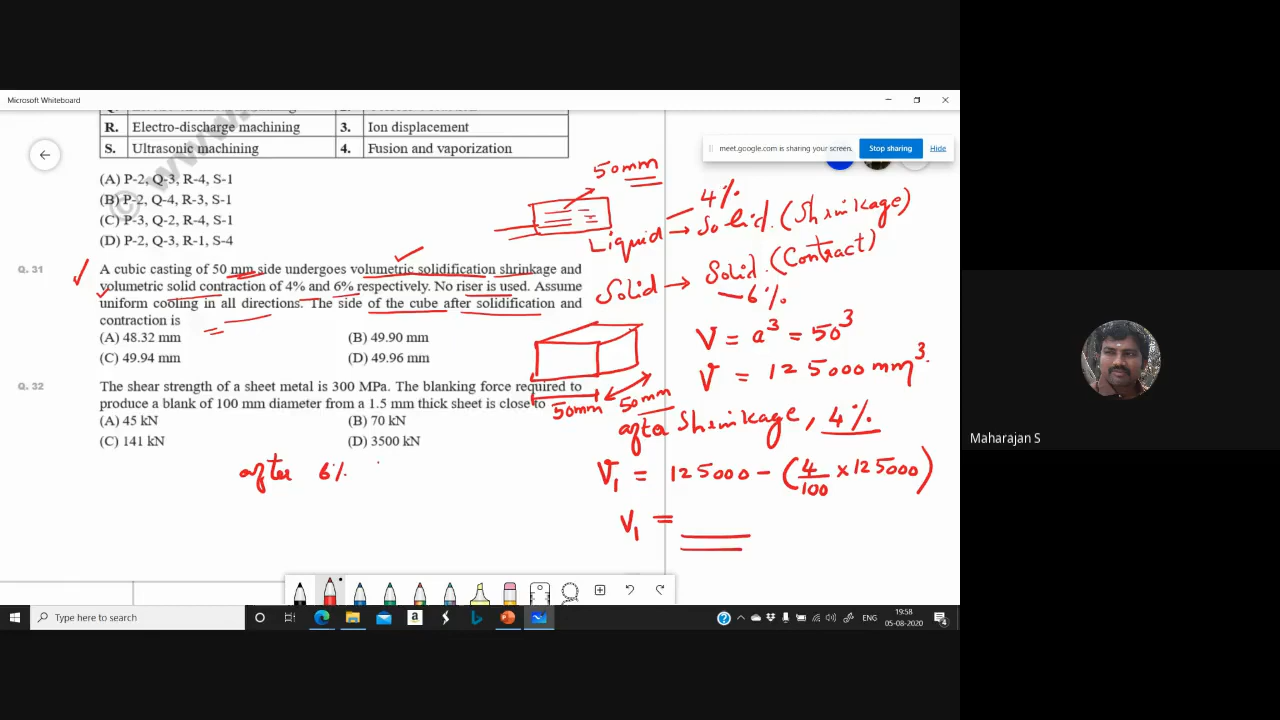 Microsoft Whiteboard
R. Electro-discharge machining 3. Ion displacement
S. Ultrasonic machining 4. Fusion and vaporization
(A) P-2, Q-3, R-4, S-1
(B) P-2, Q-4, R-3, S-1
(C) P-3, Q-2, R-4, S-1
(D) P-2, Q-3, R-1, S-4
Q. 31 A cubic casting of 50 mm side undergoes volumetric solidification shrinkage and
volumetric solid contraction of 4% and 6% respectively. No riser is used. Assume
uniform cooling in all directions. The side of the cube after solidification and
contraction is
(A) 48.32 mm (B) 49.90 mm
(C) 49.94 mm (D) 49.96 mm
Q. 32 The shear strength of a sheet metal is 300 MPa. The blanking force required to
produce a blank of 100 mm diameter from a 1.5 mm thick sheet is close to
(A) 45 kN (B) 70 kN
(C) 141 kN (D) 3500 kN
after 6%
meet.google.com is sharing your screen. Stop sharing Hide
50mm
4%
Liquid → Solid. (Shrinkage)
Solid → Solid. (Contract)
6%
V = a³ = 50³
V = 125000 mm³.
50mm 50mm
after Shrinkage, 4%
V₁ = 125000 - (4/100 × 125000)
V₁ =
Maharajan S
Type here to search
ENG
19:58
05-08-2020